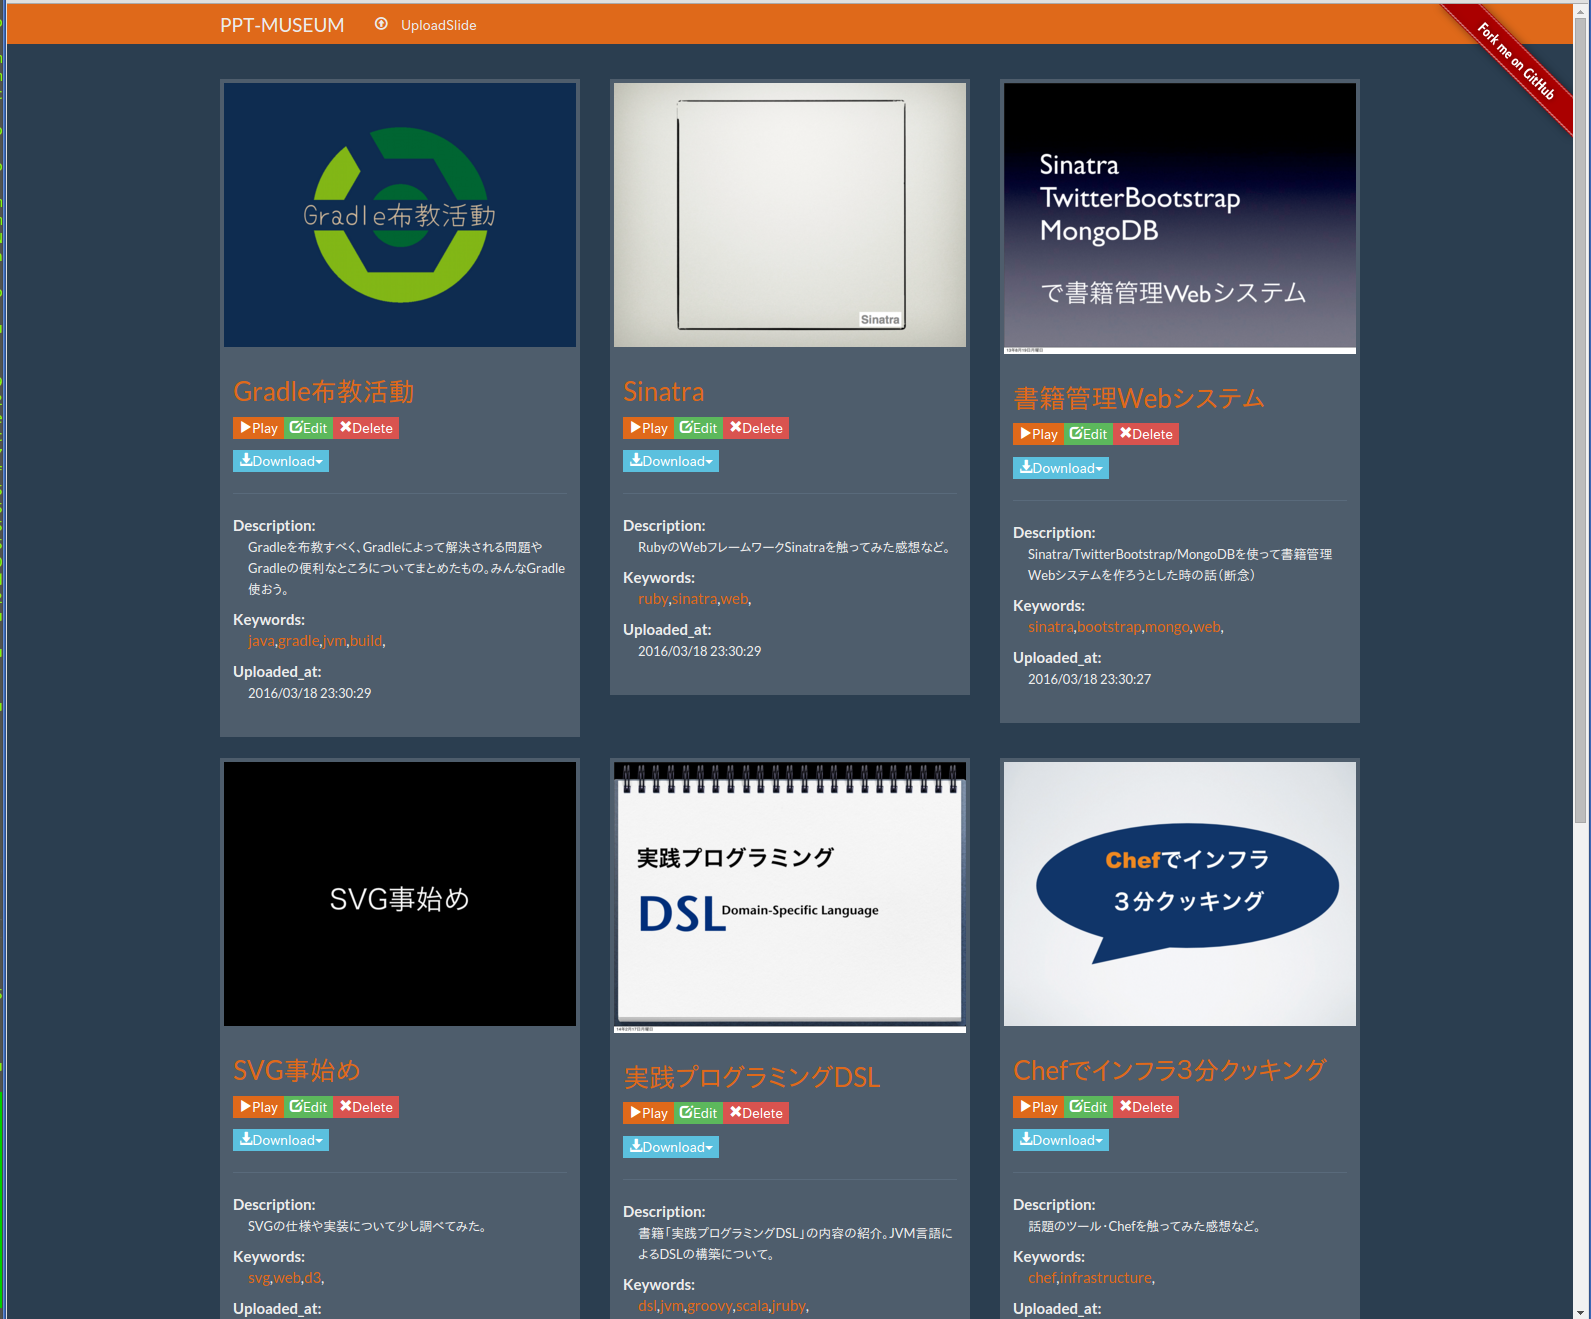 PPT-MUSEUM UploadSlide
Fork me on GitHub
Gradle布教活動
Gradle布教活動
Play Edit Delete
Download
Description:
Gradleを布教すべく、Gradleによって解決される問題や
Gradleの便利なところについてまとめたもの。みんなGradle
使おう。
Keywords:
java,gradle,jvm,build,
Uploaded_at:
2016/03/18 23:30:29
Sinatra
Sinatra
Play Edit Delete
Download
Description:
RubyのWebフレームワークSinatraを触ってみた感想など。
Keywords:
ruby,sinatra,web,
Uploaded_at:
2016/03/18 23:30:29
Sinatra
TwitterBootstrap
MongoDB
で書籍管理Webシステム
書籍管理Webシステム
Play Edit Delete
Download
Description:
Sinatra/TwitterBootstrap/MongoDBを使って書籍管理
Webシステムを作ろうとした時の話（断念）
Keywords:
sinatra,bootstrap,mongo,web,
Uploaded_at:
2016/03/18 23:30:27
SVG事始め
SVG事始め
Play Edit Delete
Download
Description:
SVGの仕様や実装について少し調べてみた。
Keywords:
svg,web,d3,
Uploaded_at:
実践プログラミング
DSL Domain-Specific Language
実践プログラミングDSL
Play Edit Delete
Download
Description:
書籍「実践プログラミングDSL」の内容の紹介。JVM言語に
よるDSLの構築について。
Keywords:
dsl,jvm,groovy,scala,jruby,
Chefでインフラ
３分クッキング
Chefでインフラ3分クッキング
Play Edit Delete
Download
Description:
話題のツール・Chefを触ってみた感想など。
Keywords:
chef,infrastructure,
Uploaded_at: